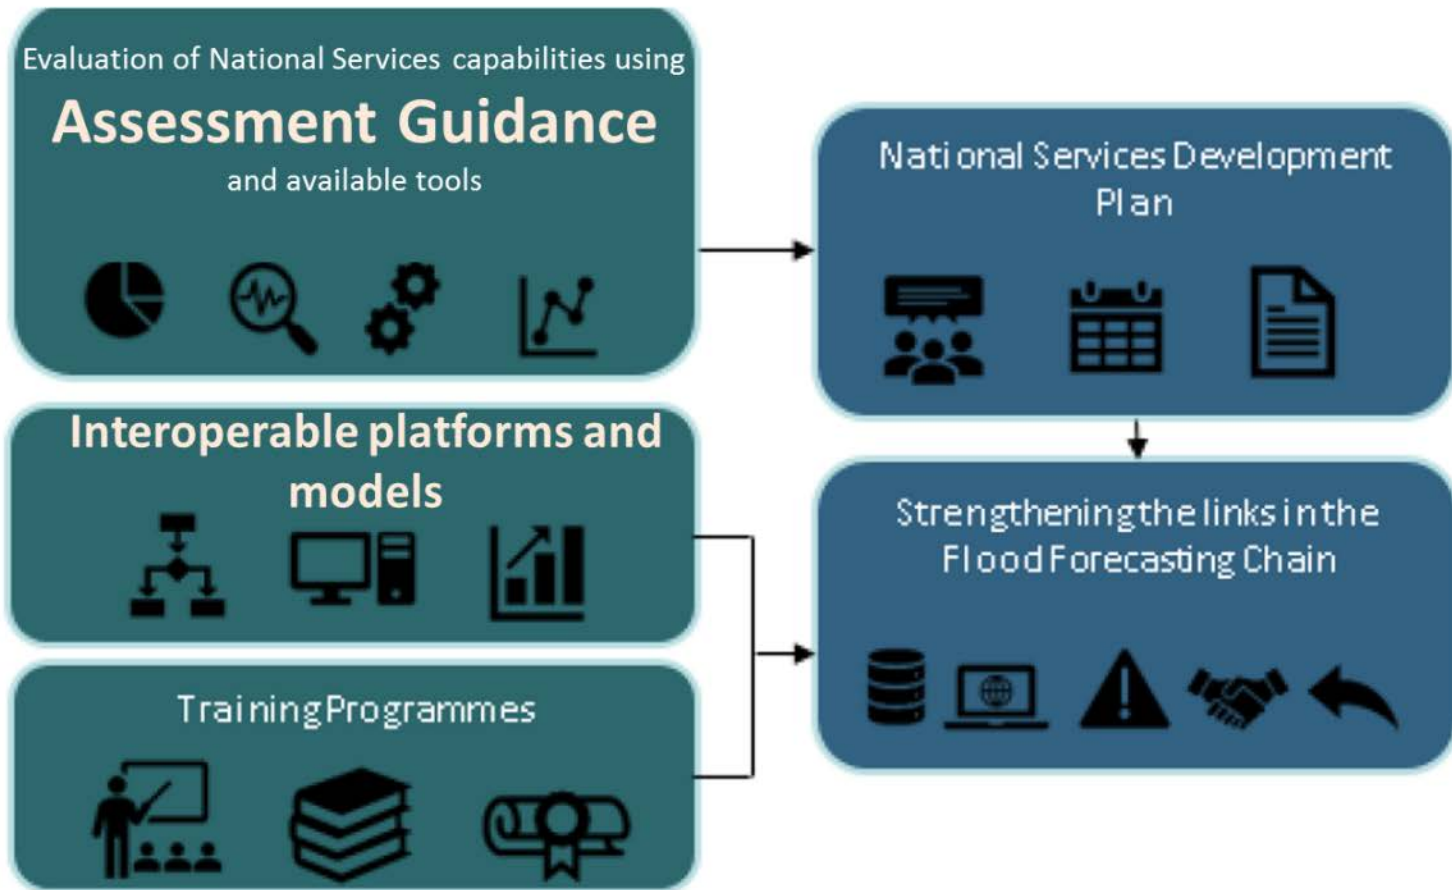 Evaluation of National Services capabilities using
Assessment Guidance
and available tools
National Services Development
Plan
Interoperable platforms and
models
Strengthening the links in the
Flood Forecasting Chain
Training Programmes